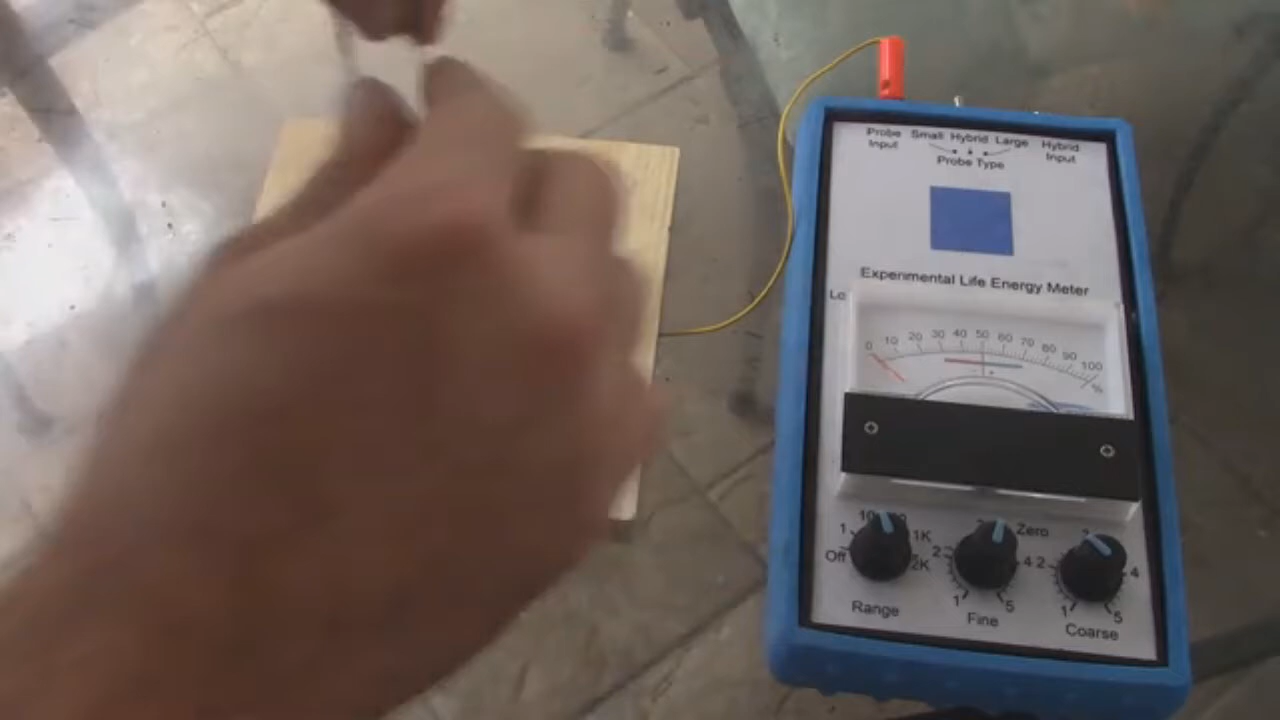 Probe Input
Small Hybrid Large
Probe Type
Hybrid Input
Experimental Life Energy Meter
Lo
0 10 20 30 40 50 60 70 80 90 100
%
- +
Off 1 1K 2K
Range
1 2 Zero 4 5
Fine
1 2 4 5
Coarse